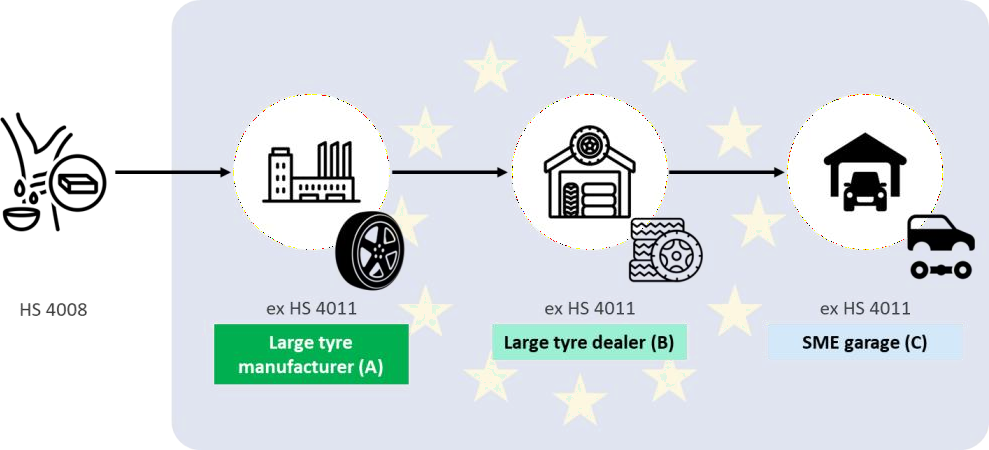 HS 4008
ex HS 4011
ex HS 4011
ex HS 4011
Large tyre
manufacturer (A)
Large tyre dealer (B)
SME garage (C)